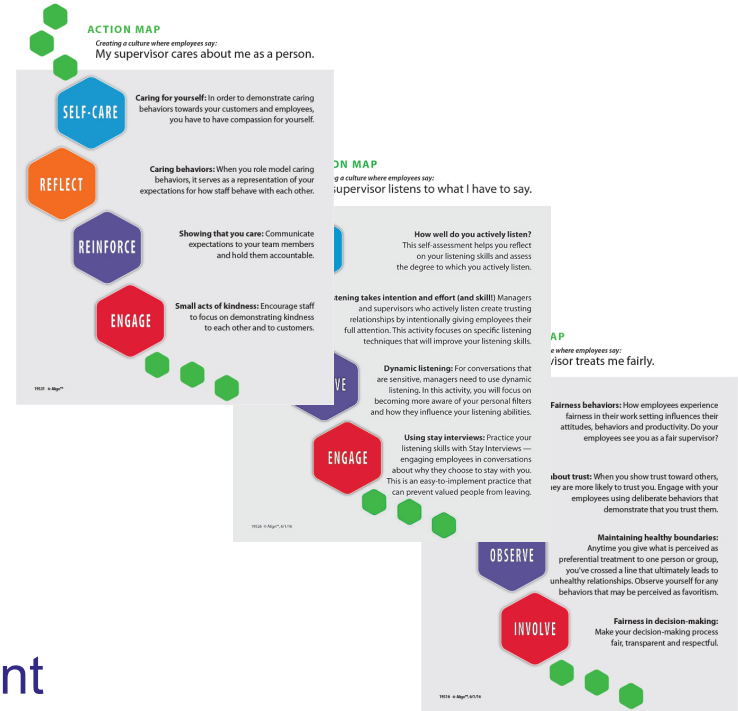 ACTION MAP
Creating a culture where employees say:
My supervisor cares about me as a person.
SELF-CARE
Caring for yourself: In order to demonstrate caring
behaviors towards your customers and employees,
you have to have compassion for yourself.
REFLECT
Caring behaviors: When you role model caring
behaviors, it serves as a representation of your
expectations for how staff behave with each other.
REINFORCE
Showing that you care: Communicate
expectations to your team members
and hold them accountable.
ENGAGE
Small acts of kindness: Encourage staff
to focus on demonstrating kindness
to each other and to customers.
ON MAP
g a culture where employees say:
supervisor listens to what I have to say.
How well do you actively listen?
This self-assessment helps you reflect
on your listening skills and assess
the degree to which you actively listen.
tening takes intention and effort (and skill!) Managers
and supervisors who actively listen create trusting
relationships by intentionally giving employees their
full attention. This activity focuses on specific listening
techniques that will improve your listening skills.
VE
Dynamic listening: For conversations that
are sensitive, managers need to use dynamic
listening. In this activity, you will focus on
becoming more aware of your personal filters
and how they influence your listening abilities.
ENGAGE
Using stay interviews: Practice your
listening skills with Stay Interviews —
engaging employees in conversations
about why they choose to stay with you.
This is an easy-to-implement practice that
can prevent valued people from leaving.
AP
e where employees say:
visor treats me fairly.
Fairness behaviors: How employees experience
fairness in their work setting influences their
attitudes, behaviors and productivity. Do your
employees see you as a fair supervisor?
bout trust: When you show trust toward others,
hey are more likely to trust you. Engage with your
employees using deliberate behaviors that
demonstrate that you trust them.
OBSERVE
Maintaining healthy boundaries:
Anytime you give what is perceived as
preferential treatment to one person or group,
you've crossed a line that ultimately leads to
unhealthy relationships. Observe yourself for any
behaviors that may be perceived as favoritism.
INVOLVE
Fairness in decision-making:
Make your decision-making process
fair, transparent and respectful.
nt